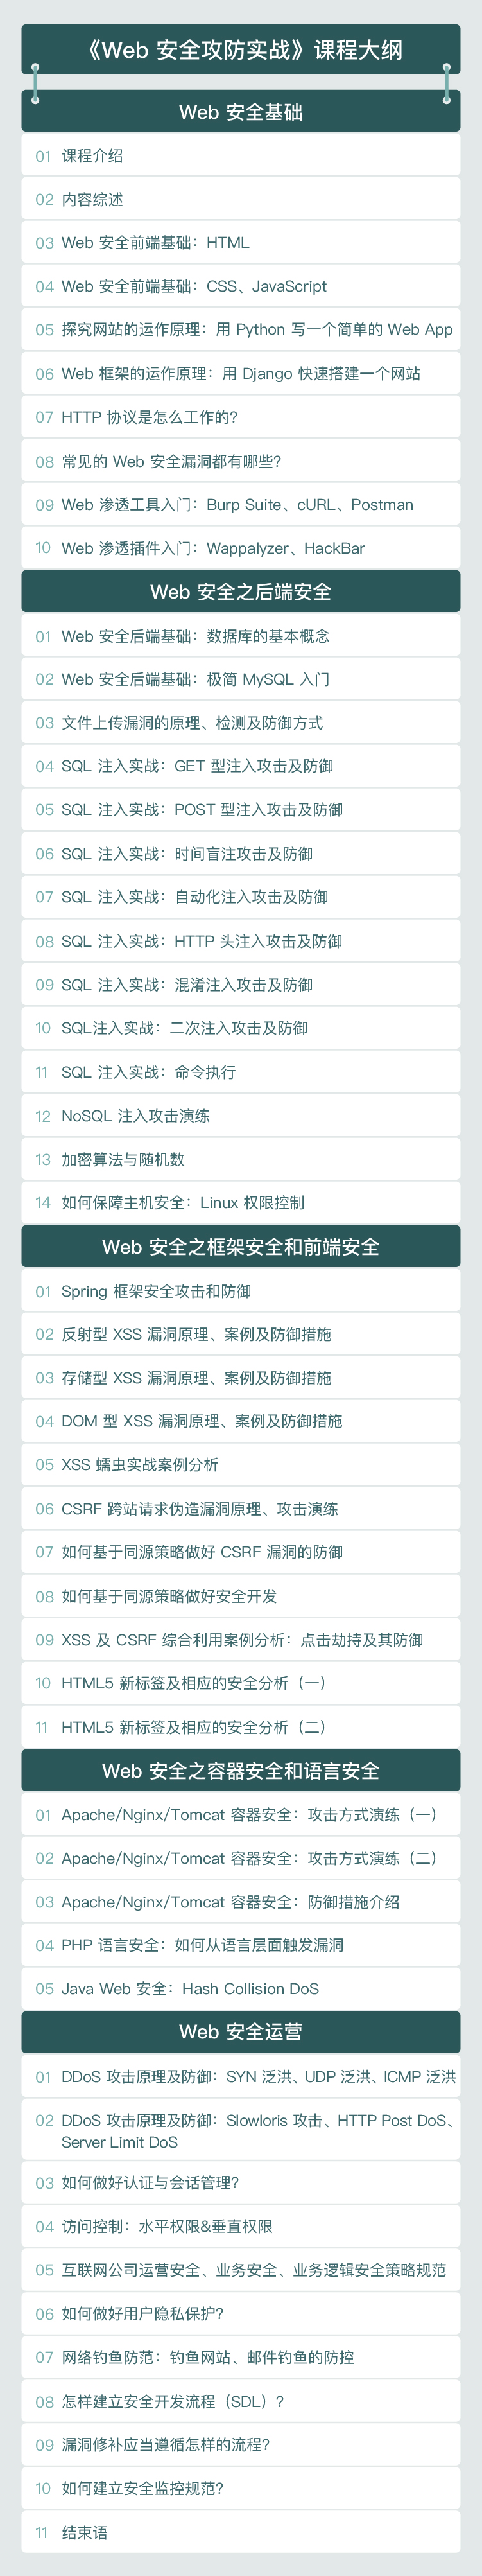 《Web 安全攻防实战》课程大纲
Web 安全基础
01 课程介绍
02 内容综述
03 Web 安全前端基础：HTML
04 Web 安全前端基础：CSS、JavaScript
05 探究网站的运作原理：用 Python 写一个简单的 Web App
06 Web 框架的运作原理：用 Django 快速搭建一个网站
07 HTTP 协议是怎么工作的?
08 常见的 Web 安全漏洞都有哪些?
09 Web 渗透工具入门：Burp Suite、cURL、Postman
10 Web 渗透插件入门：Wappalyzer、HackBar
Web 安全之后端安全
01 Web 安全后端基础：数据库的基本概念
02 Web 安全后端基础：极简 MySQL 入门
03 文件上传漏洞的原理、检测及防御方式
04 SQL 注入实战：GET 型注入攻击及防御
05 SQL 注入实战：POST 型注入攻击及防御
06 SQL 注入实战：时间盲注攻击及防御
07 SQL 注入实战：自动化注入攻击及防御
08 SQL 注入实战：HTTP 头注入攻击及防御
09 SQL 注入实战：混淆注入攻击及防御
10 SQL注入实战：二次注入攻击及防御
11 SQL 注入实战：命令执行
12 NoSQL 注入攻击演练
13 加密算法与随机数
14 如何保障主机安全：Linux 权限控制
Web 安全之框架安全和前端安全
01 Spring 框架安全攻击和防御
02 反射型 XSS 漏洞原理、案例及防御措施
03 存储型 XSS 漏洞原理、案例及防御措施
04 DOM 型 XSS 漏洞原理、案例及防御措施
05 XSS 蠕虫实战案例分析
06 CSRF 跨站请求伪造漏洞原理、攻击演练
07 如何基于同源策略做好 CSRF 漏洞的防御
08 如何基于同源策略做好安全开发
09 XSS 及 CSRF 综合利用案例分析：点击劫持及其防御
10 HTML5 新标签及相应的安全分析（一）
11 HTML5 新标签及相应的安全分析（二）
Web 安全之容器安全和语言安全
01 Apache/Nginx/Tomcat 容器安全：攻击方式演练（一）
02 Apache/Nginx/Tomcat 容器安全：攻击方式演练（二）
03 Apache/Nginx/Tomcat 容器安全：防御措施介绍
04 PHP 语言安全：如何从语言层面触发漏洞
05 Java Web 安全：Hash Collision DoS
Web 安全运营
01 DDoS 攻击原理及防御：SYN 泛洪、UDP 泛洪、ICMP 泛洪
02 DDoS 攻击原理及防御：Slowloris 攻击、HTTP Post DoS、
Server Limit DoS
03 如何做好认证与会话管理?
04 访问控制：水平权限&垂直权限
05 互联网公司运营安全、业务安全、业务逻辑安全策略规范
06 如何做好用户隐私保护?
07 网络钓鱼防范：钓鱼网站、邮件钓鱼的防控
08 怎样建立安全开发流程（SDL）?
09 漏洞修补应当遵循怎样的流程?
10 如何建立安全监控规范?
11 结束语